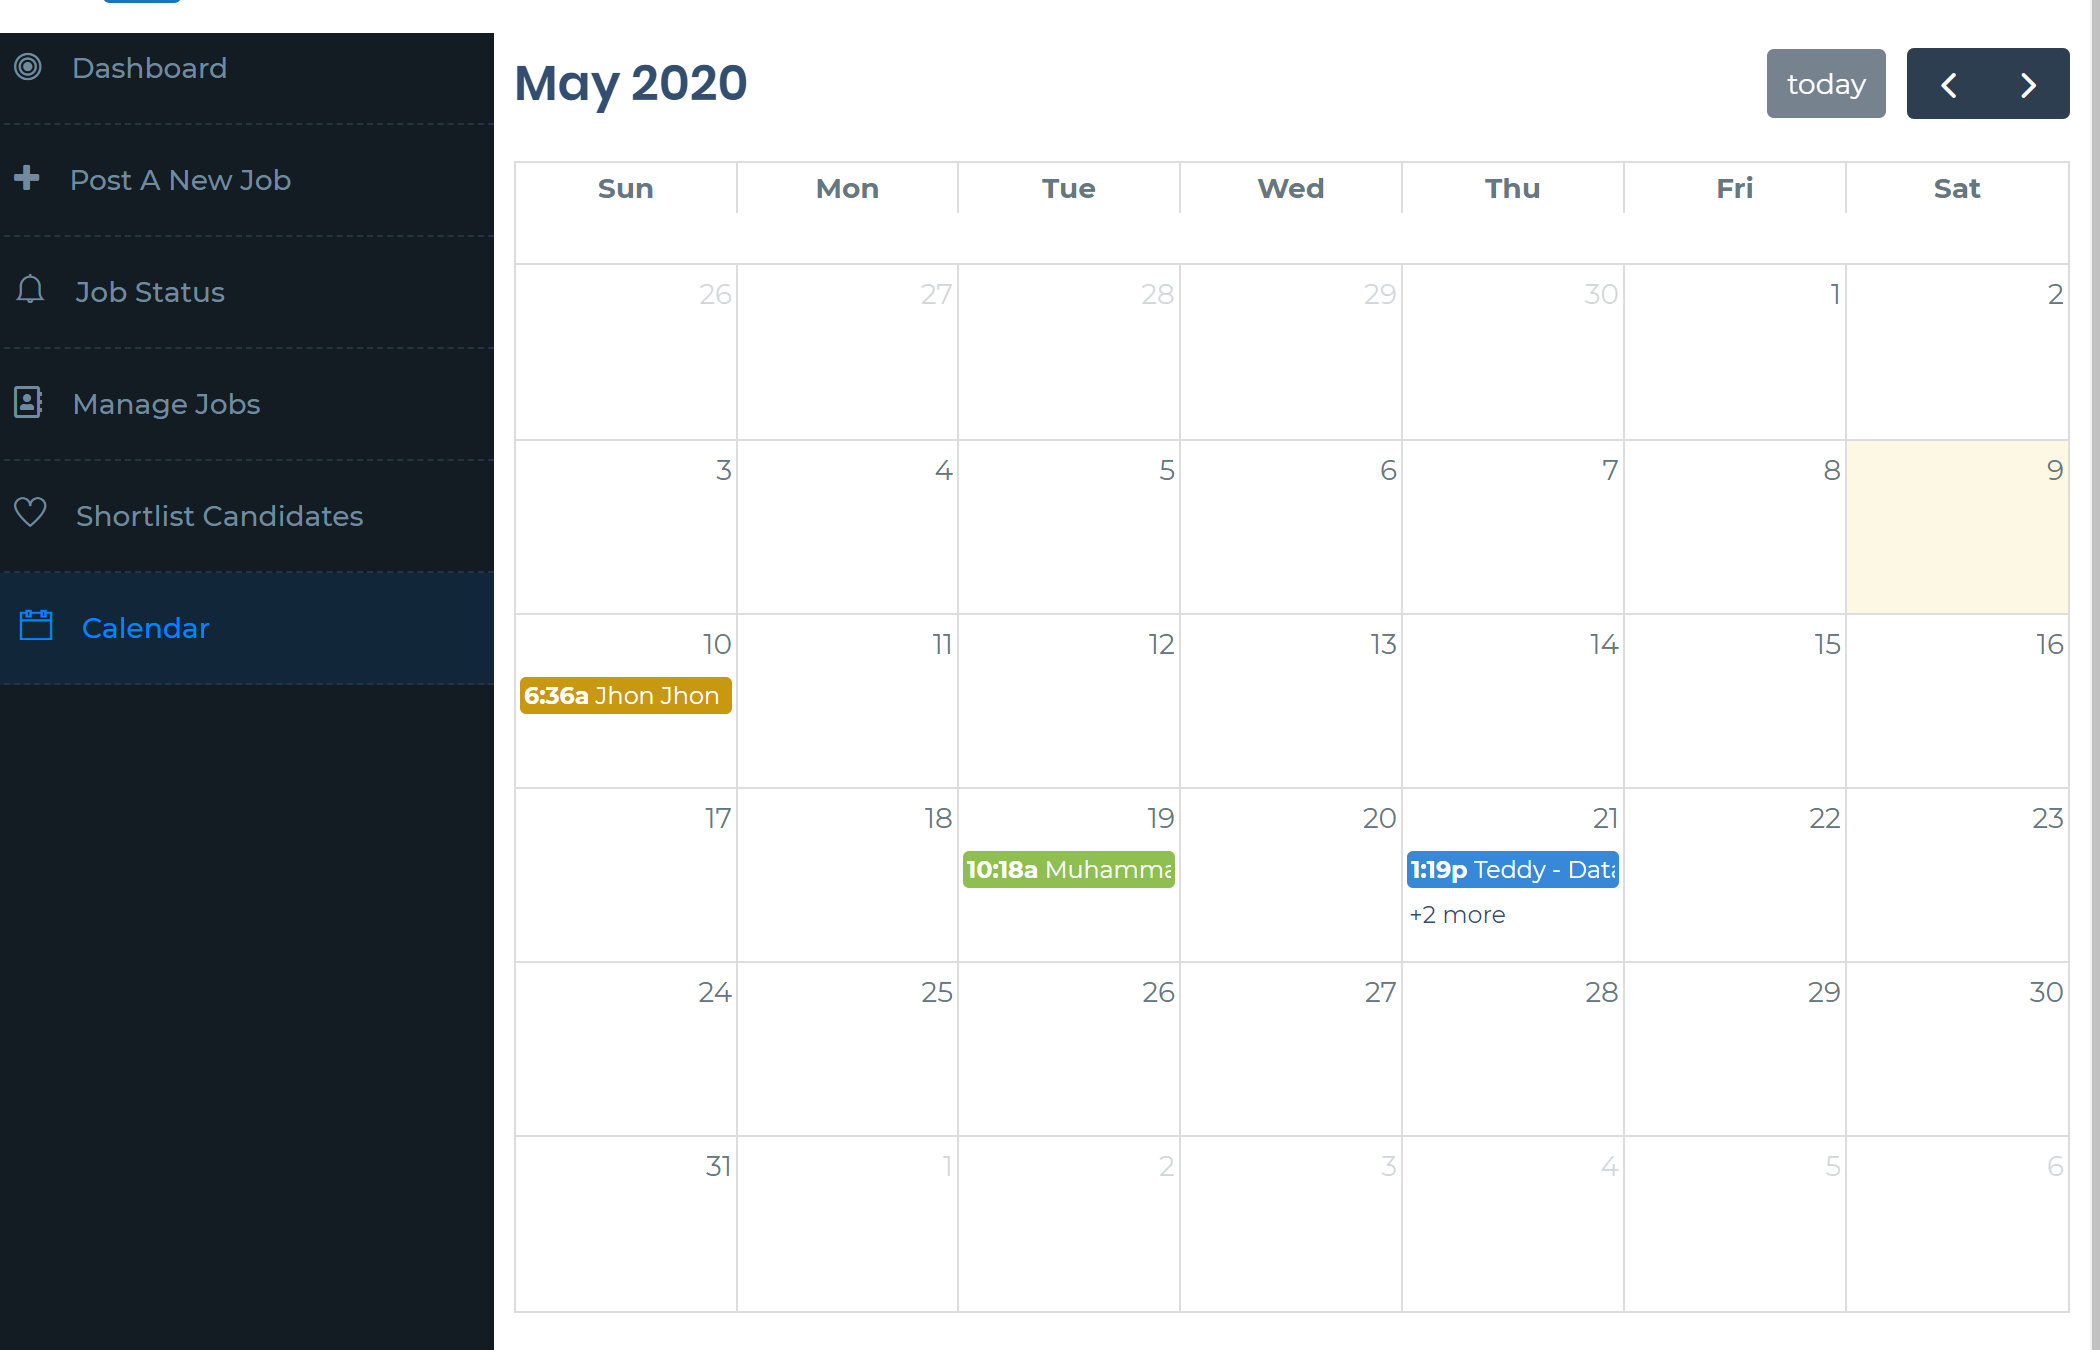 Dashboard
Post A New Job
Job Status
Manage Jobs
Shortlist Candidates
Calendar
May 2020
today
Sun Mon Tue Wed Thu Fri Sat
26 27 28 29 30 1 2
3 4 5 6 7 8 9
10 11 12 13 14 15 16
6:36a Jhon Jhon
17 18 19 20 21 22 23
10:18a Muhamma 1:19p Teddy - Data
+2 more
24 25 26 27 28 29 30
31 1 2 3 4 5 6